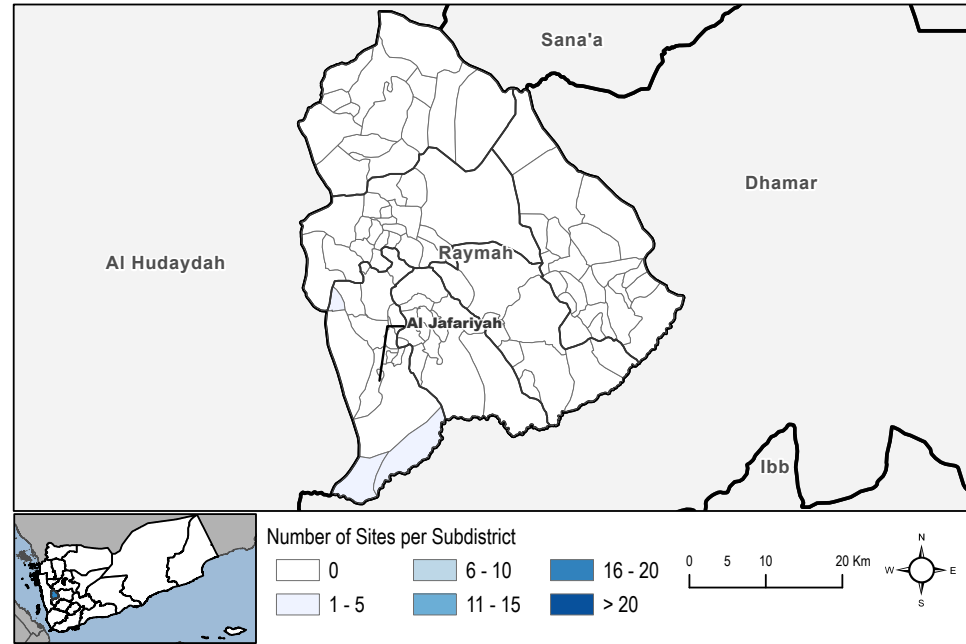 Sana'a
Dhamar
Al Hudaydah
Raymah
Al Jafariyah
Ibb
Number of Sites per Subdistrict
0
6 - 10
16 - 20
1 - 5
11 - 15
> 20
0 5 10 20 Km
N
W E
S